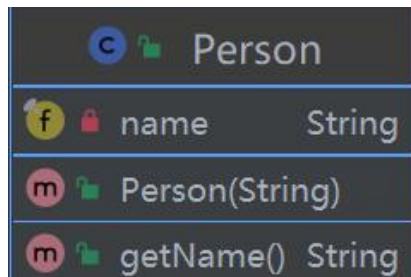 C Person
f name String
m Person(String)
m getName() String